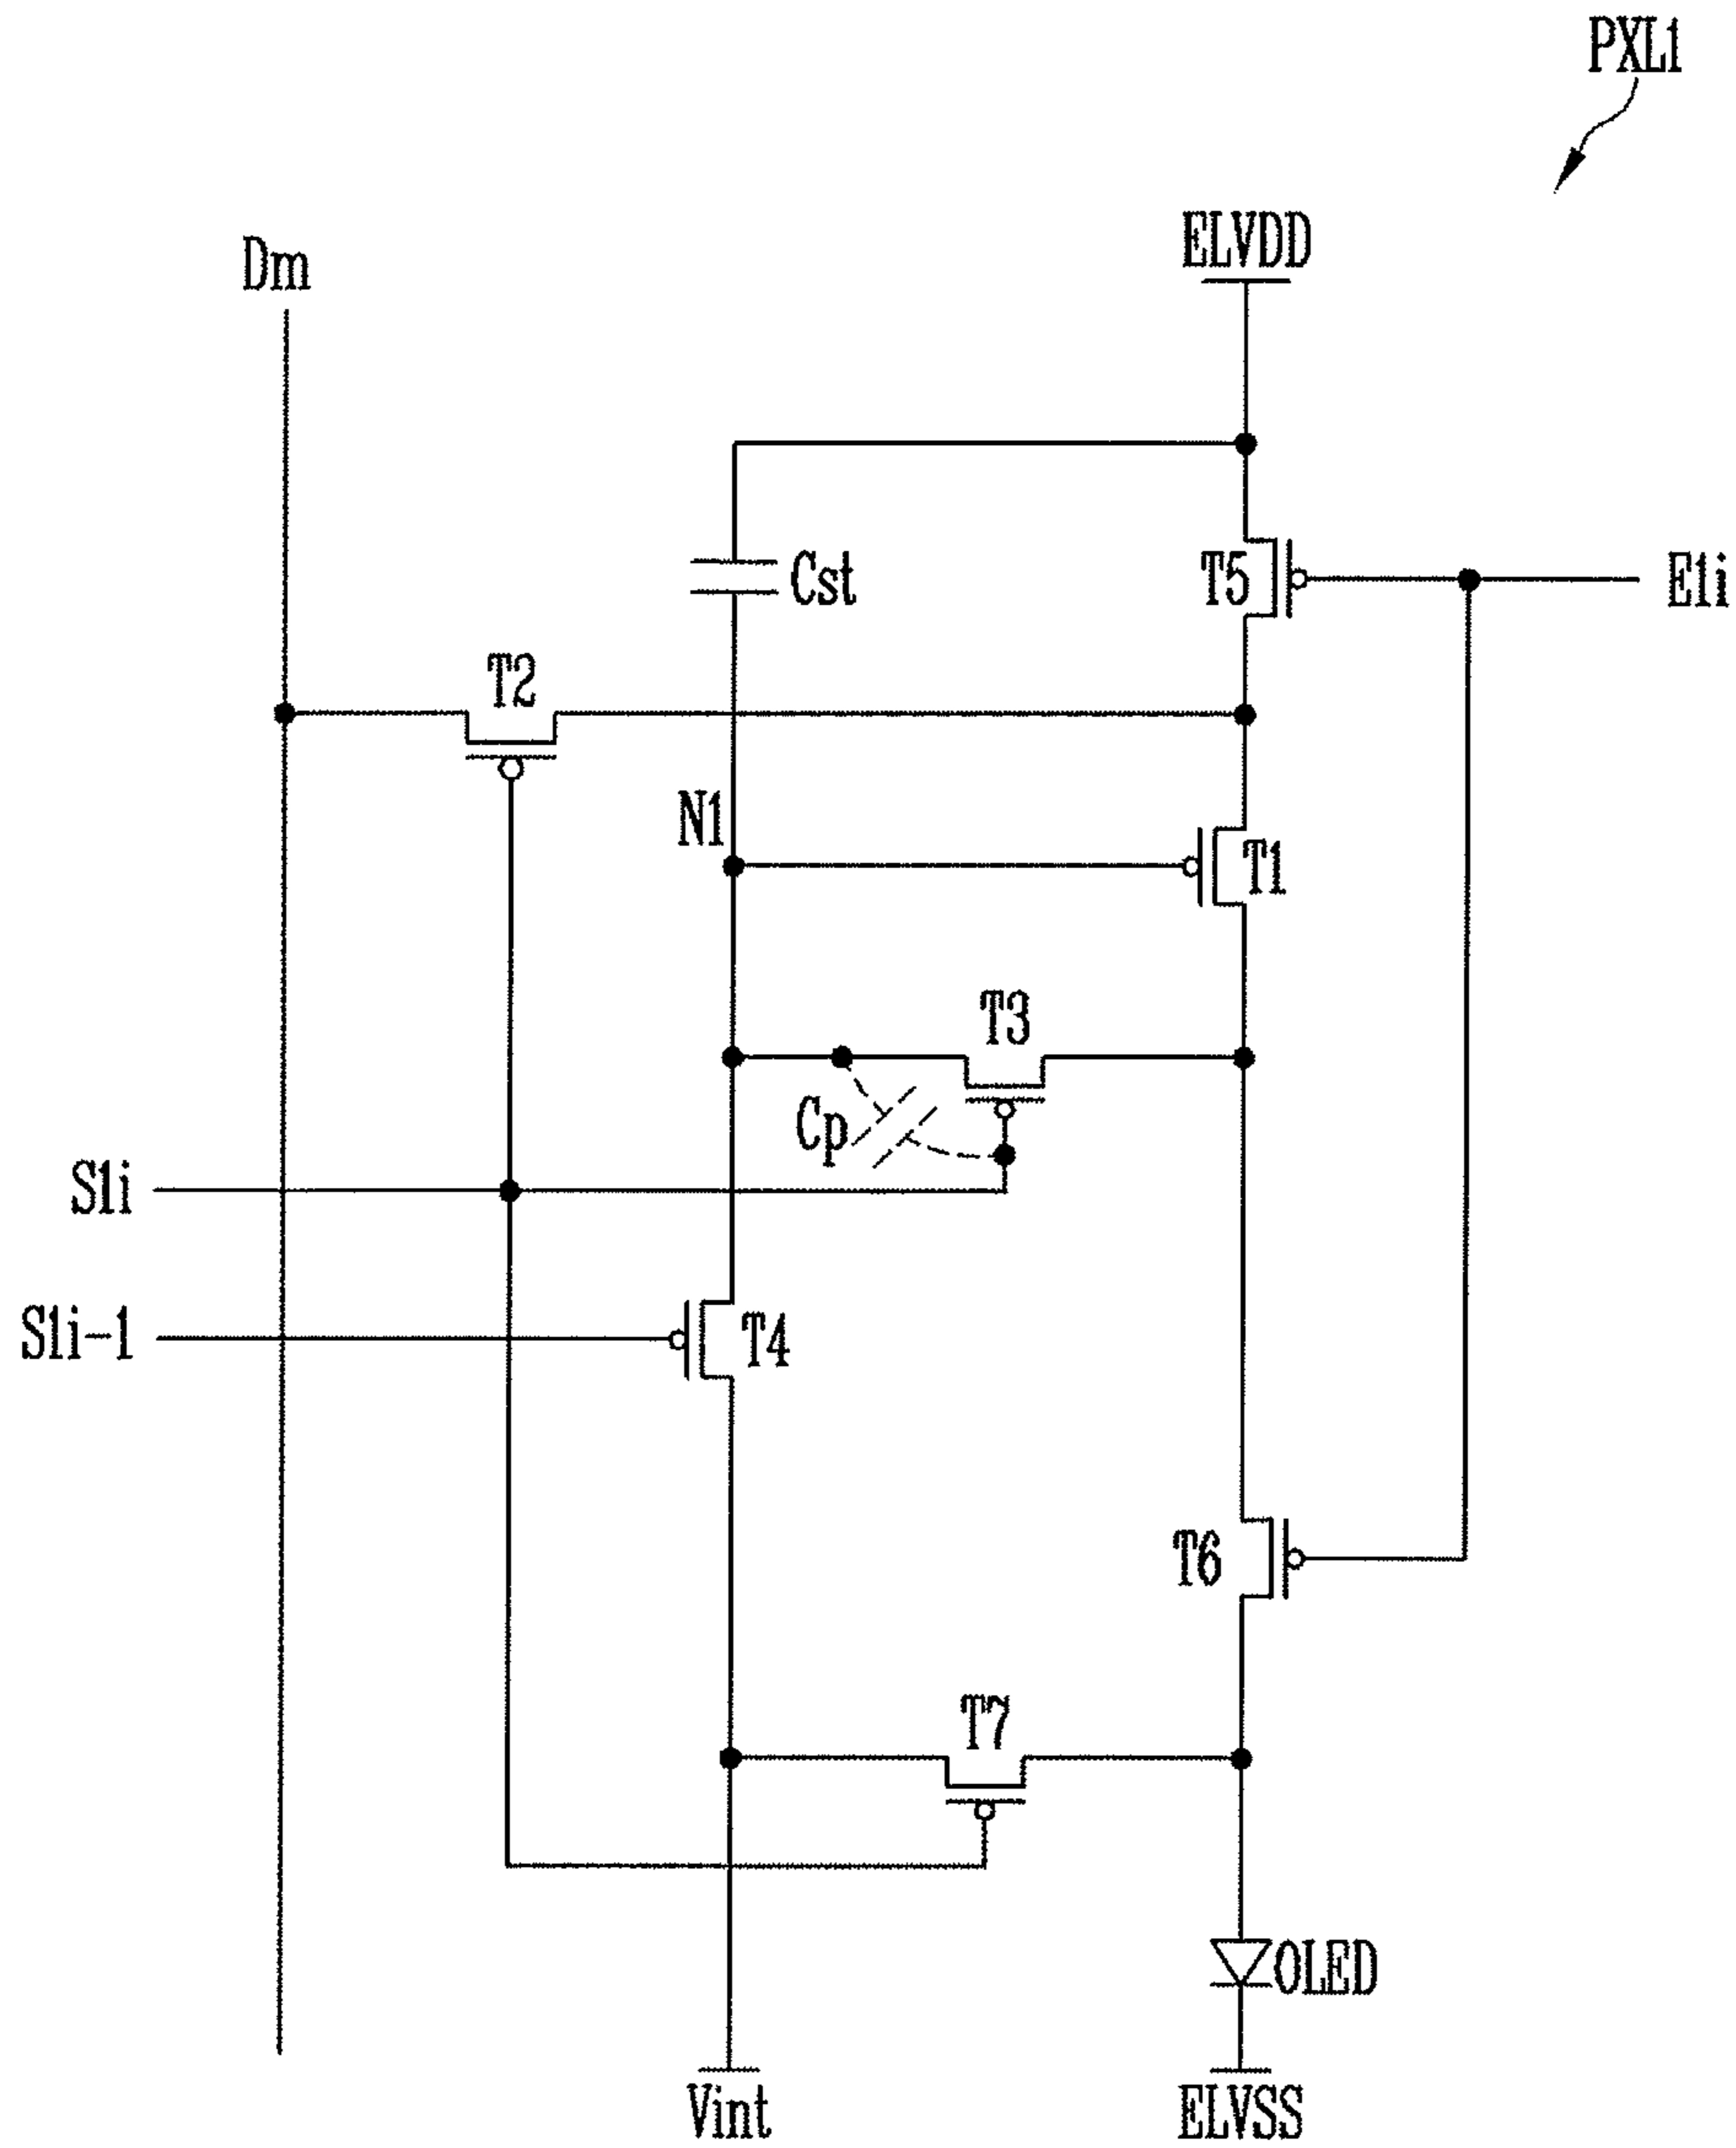 PXL1
ELVDD
Dm
Cst
T5
E1i
T2
N1
T1
T3
Cp
S1i
S1i-1
T4
T6
T7
OLED
Vint
ELVSS